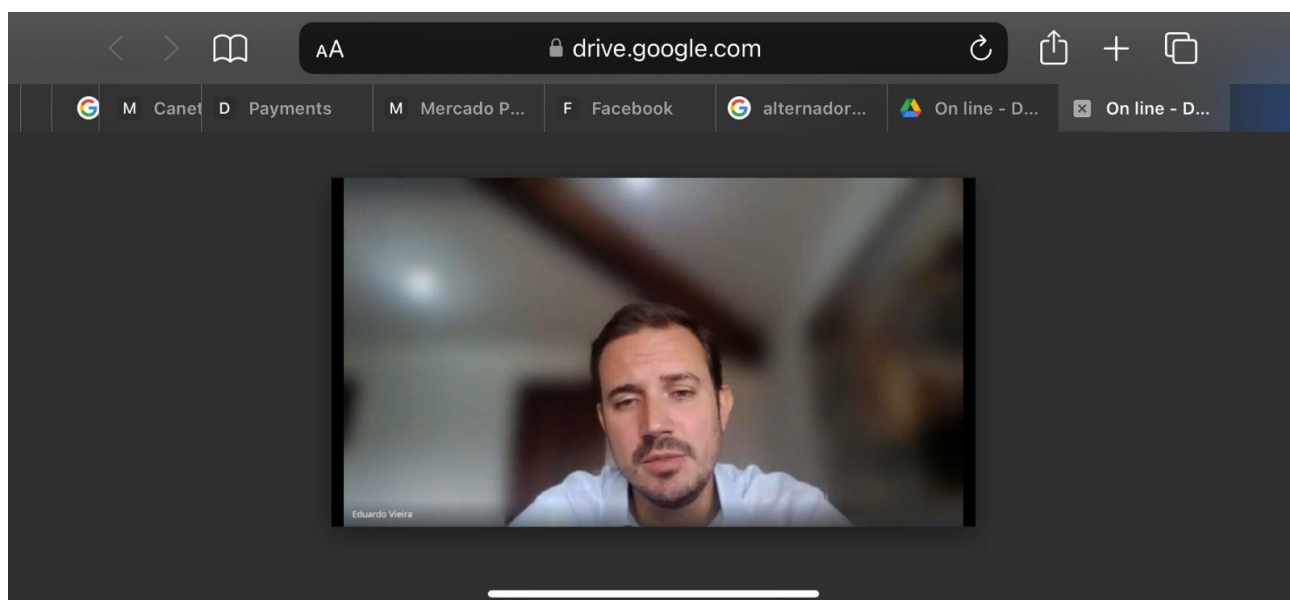 AA drive.google.com
G M Canet D Payments M Mercado P... F Facebook G alternador... On line - D... On line - D...
Eduardo Vieira